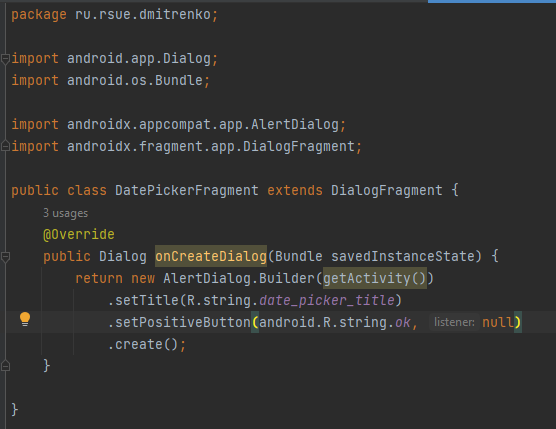 package ru.rsue.dmitrenko;
import android.app.Dialog;
import android.os.Bundle;
import androidx.appcompat.app.AlertDialog;
import androidx.fragment.app.DialogFragment;
public class DatePickerFragment extends DialogFragment {
3 usages
@Override
public Dialog onCreateDialog(Bundle savedInstanceState) {
return new AlertDialog.Builder(getActivity())
.setTitle(R.string.date_picker_title)
.setPositiveButton(android.R.string.ok, listener: null)
.create();
}
}